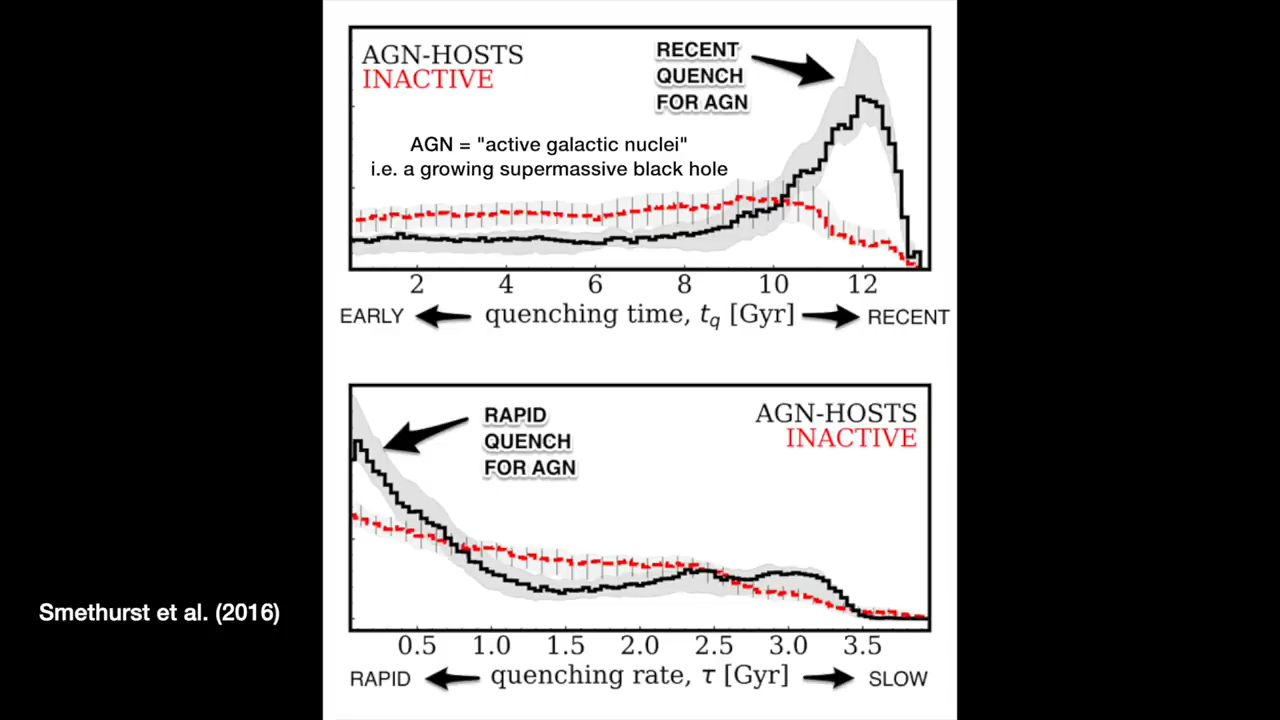 AGN-HOSTS
INACTIVE
RECENT
QUENCH
FOR AGN
AGN = "active galactic nuclei"
i.e. a growing supermassive black hole
2 4 6 8 10 12
EARLY quenching time, tq [Gyr] RECENT
RAPID
QUENCH
FOR AGN
AGN-HOSTS
INACTIVE
Smethurst et al. (2016)
0.5 1.0 1.5 2.0 2.5 3.0 3.5
RAPID quenching rate, τ [Gyr] SLOW